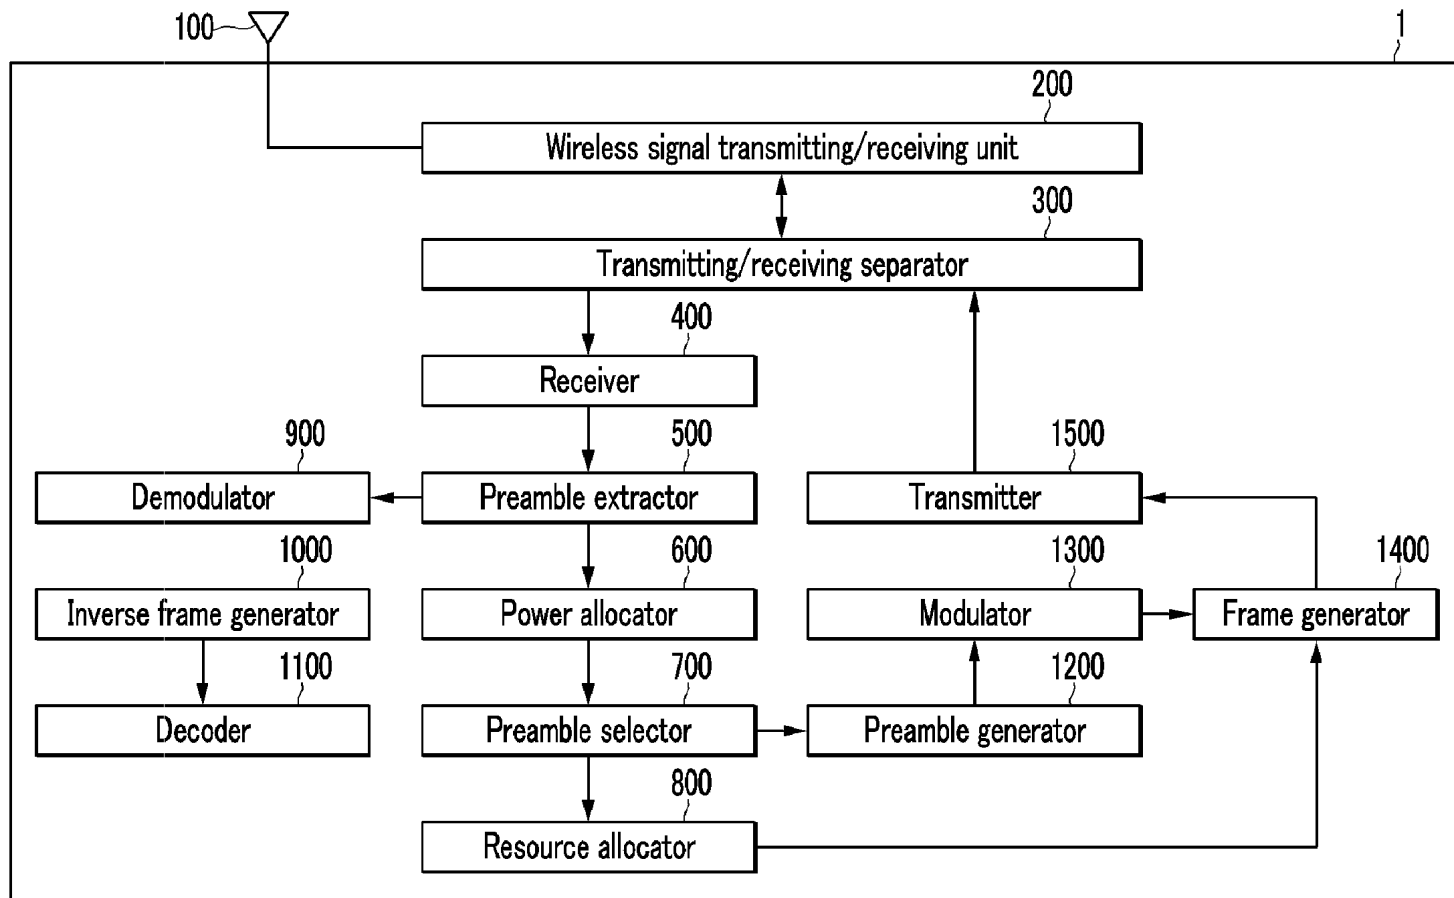 100
1
200
Wireless signal transmitting/receiving unit
300
Transmitting/receiving separator
400
Receiver
900
500
1500
Demodulator
Preamble extractor
Transmitter
1000
600
1300
1400
Inverse frame generator
Power allocator
Modulator
Frame generator
1100
700
1200
Decoder
Preamble selector
Preamble generator
800
Resource allocator